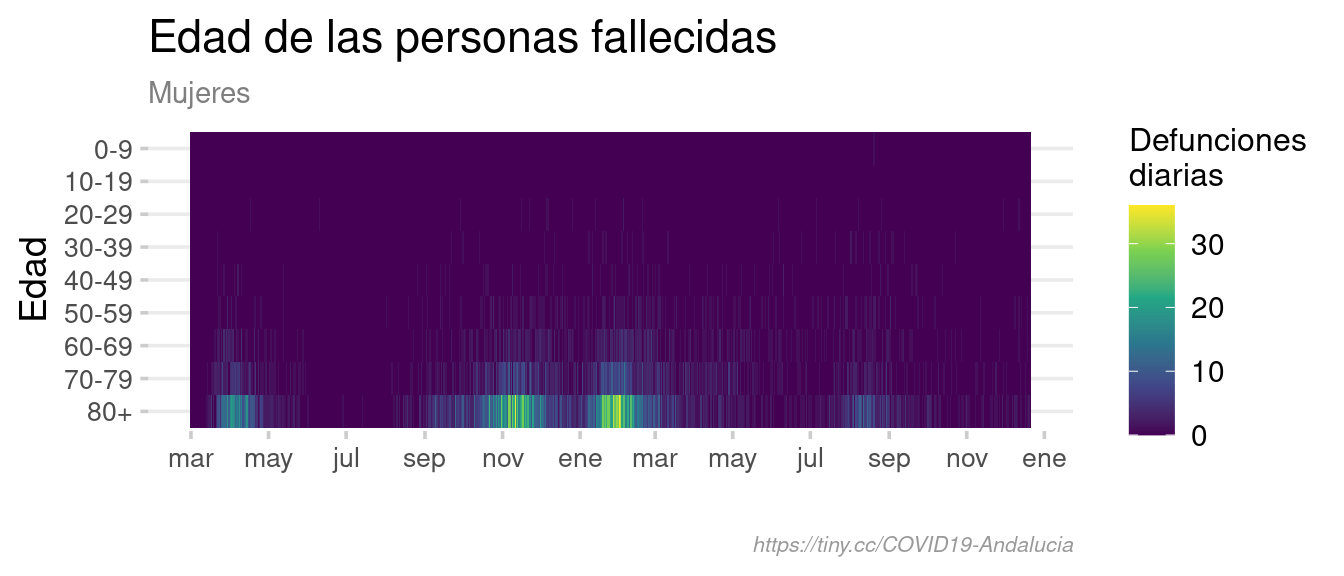 Edad de las personas fallecidas
Mujeres
Edad
0-9
10-19
20-29
30-39
40-49
50-59
60-69
70-79
80+
mar may jul sep nov ene mar may jul sep nov ene
Defunciones
diarias
30
20
10
0
https://tiny.cc/COVID19-Andalucia